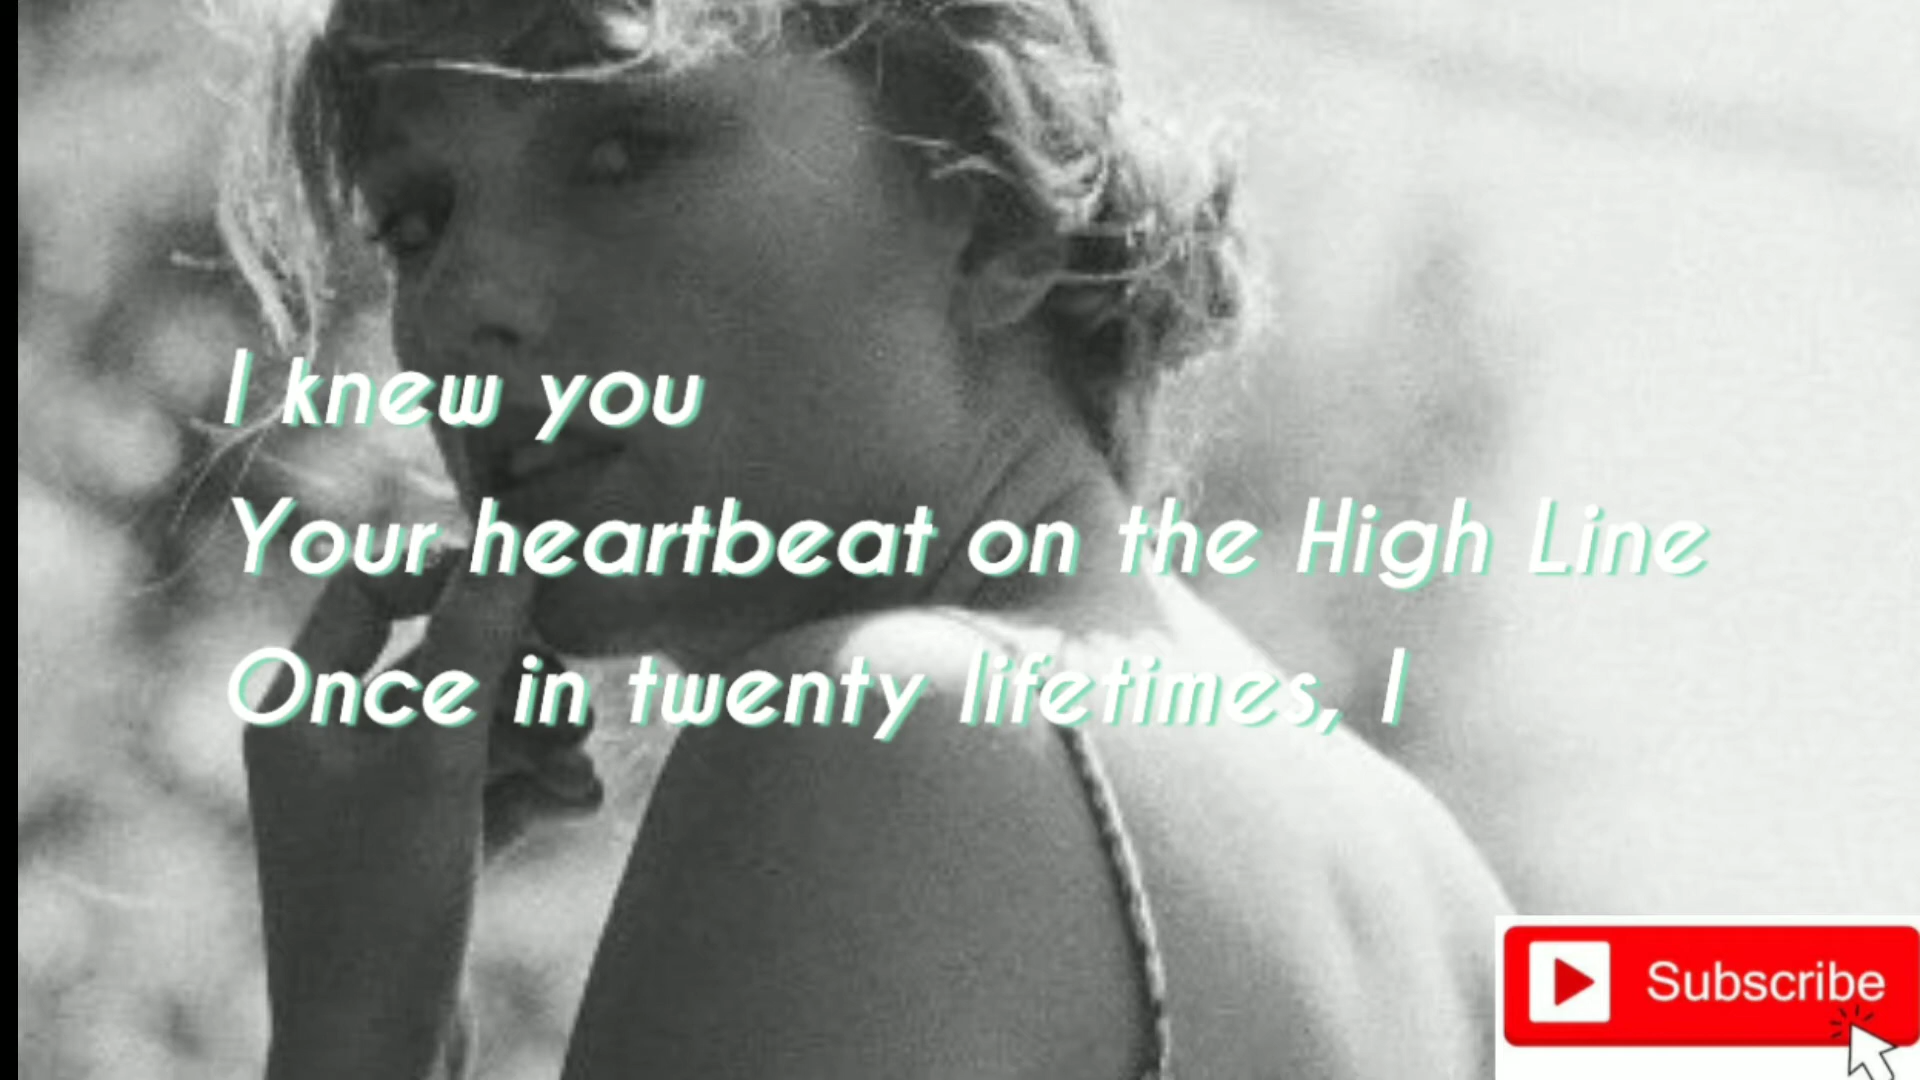 I knew you
Your heartbeat on the High Line
Once in twenty lifetimes, I
Subscribe